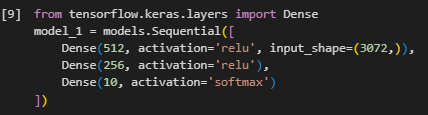 [9] from tensorflow.keras.layers import Dense
model_1 = models.Sequential([
    Dense(512, activation='relu', input_shape=(3072,)),
    Dense(256, activation='relu'),
    Dense(10, activation='softmax')
])